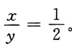 x/y = 1/2。